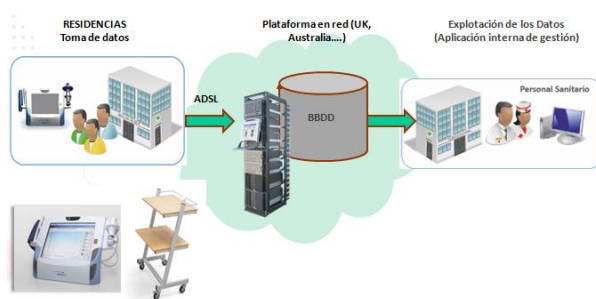 RESIDENCIAS
Toma de datos
Plataforma en red (UK,
Australia....)
Explotación de los Datos
(Aplicación interna de gestión)
ADSL
BBDD
Personal Sanitario